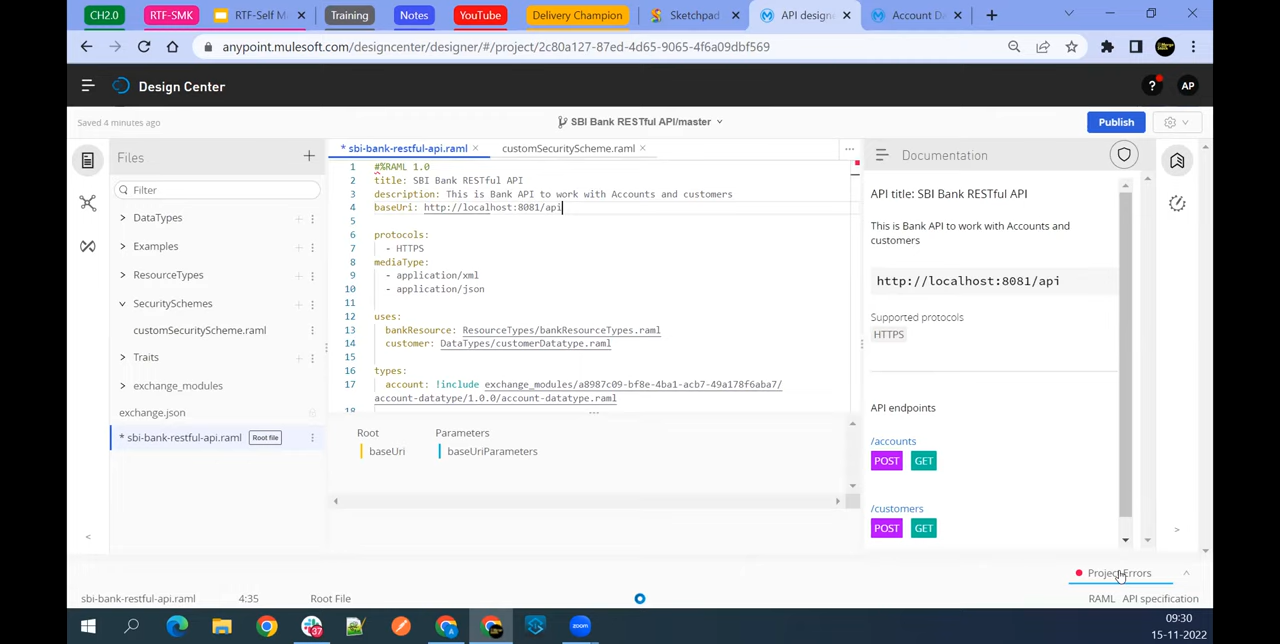 CH2.0
RTF-SMK
RTF-Self M
Training
Notes
YouTube
Delivery Champion
Sketchpad
API designe
Account Da
anypoint.mulesoft.com/designcenter/designer/#/project/2c80a127-87ed-4d65-9065-4f6a09dbf569
Design Center
?
AP
Saved 4 minutes ago
SBI Bank RESTful API/master
Publish
Files
* sbi-bank-restful-api.raml
customSecurityScheme.raml
Documentation
Filter
DataTypes
Examples
ResourceTypes
SecuritySchemes
customSecurityScheme.raml
Traits
exchange_modules
exchange.json
* sbi-bank-restful-api.raml Root file
1 #%RAML 1.0
2 title: SBI Bank RESTful API
3 description: This is Bank API to work with Accounts and customers
4 baseUri: http://localhost:8081/api
5
6 protocols:
7 - HTTPS
8 mediaType:
9 - application/xml
10 - application/json
11
12 uses:
13 bankResource: ResourceTypes/bankResourceTypes.raml
14 customer: DataTypes/customerDatatype.raml
15
16 types:
17 account: !include exchange_modules/a8987c09-bf8e-4ba1-acb7-49a178f6aba7/
account-datatype/1.0.0/account-datatype.raml
18
Root
Parameters
baseUri
baseUriParameters
API title: SBI Bank RESTful API
This is Bank API to work with Accounts and
customers
http://localhost:8081/api
Supported protocols
HTTPS
API endpoints
/accounts
POST GET
/customers
POST GET
Project Errors
sbi-bank-restful-api.raml
4:35
Root File
RAML
API specification
37
zoom
09:30
15-11-2022